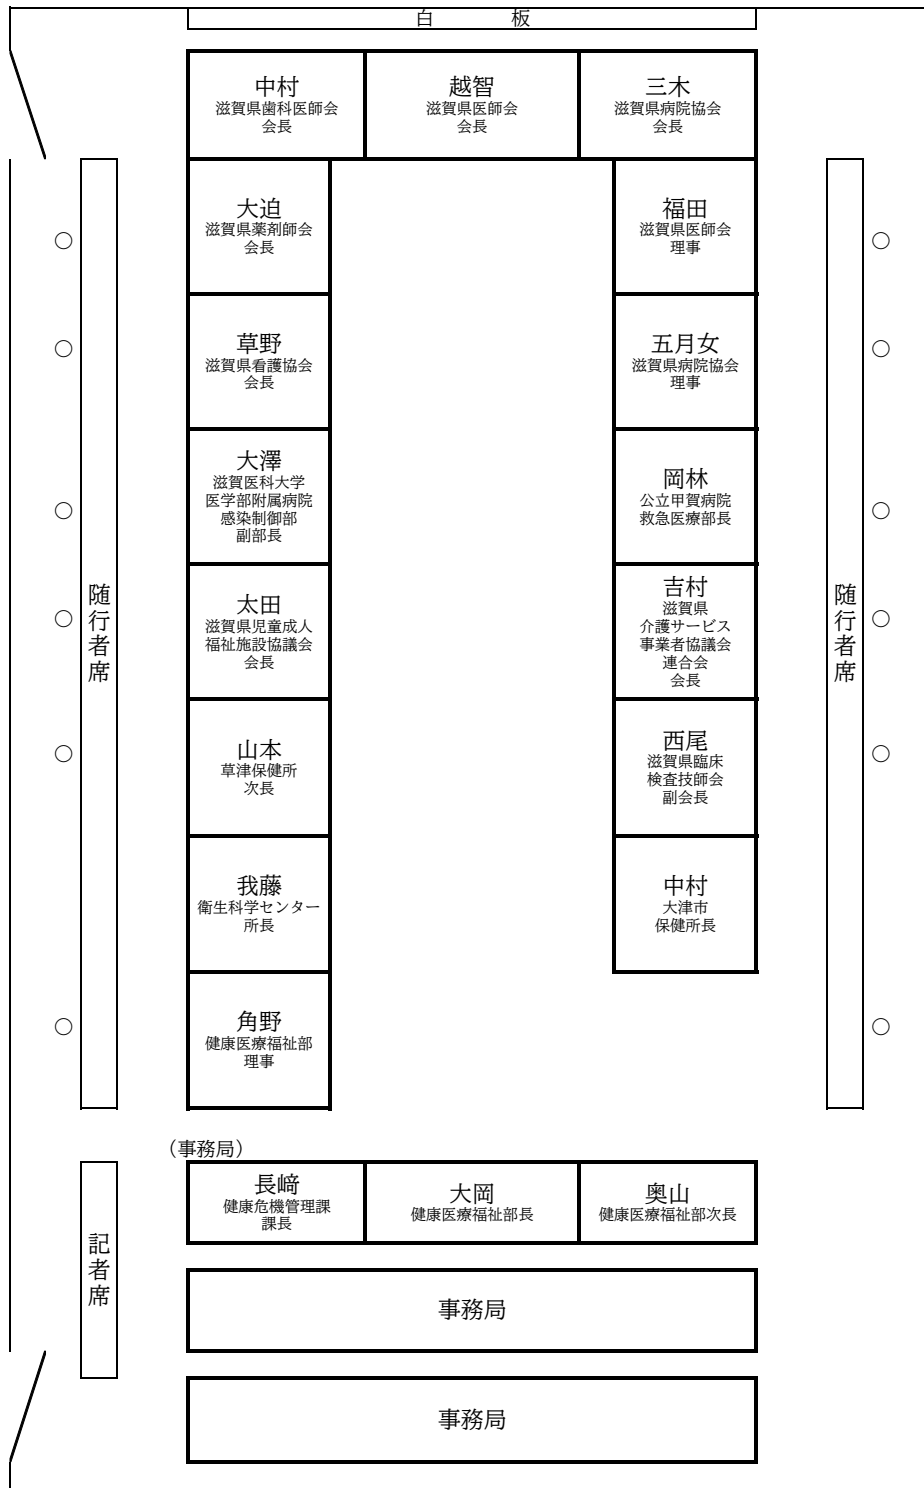 白　板
中村
滋賀県歯科医師会
会長
越智
滋賀県医師会
会長
三木
滋賀県病院協会
会長
大迫
滋賀県薬剤師会
会長
福田
滋賀県医師会
理事
草野
滋賀県看護協会
会長
五月女
滋賀県病院協会
理事
大澤
滋賀医科大学
医学部附属病院
感染制御部
副部長
岡林
公立甲賀病院
救急医療部長
太田
滋賀県児童成人
福祉施設協議会
会長
吉村
滋賀県
介護サービス
事業者協議会
連合会
会長
随行者席
随行者席
山本
草津保健所
次長
西尾
滋賀県臨床
検査技師会
副会長
我藤
衛生科学センター
所長
中村
大津市
保健所長
角野
健康医療福祉部
理事
（事務局）
長﨑
健康危機管理課
課長
大岡
健康医療福祉部長
奥山
健康医療福祉部次長
記者席
事務局
事務局